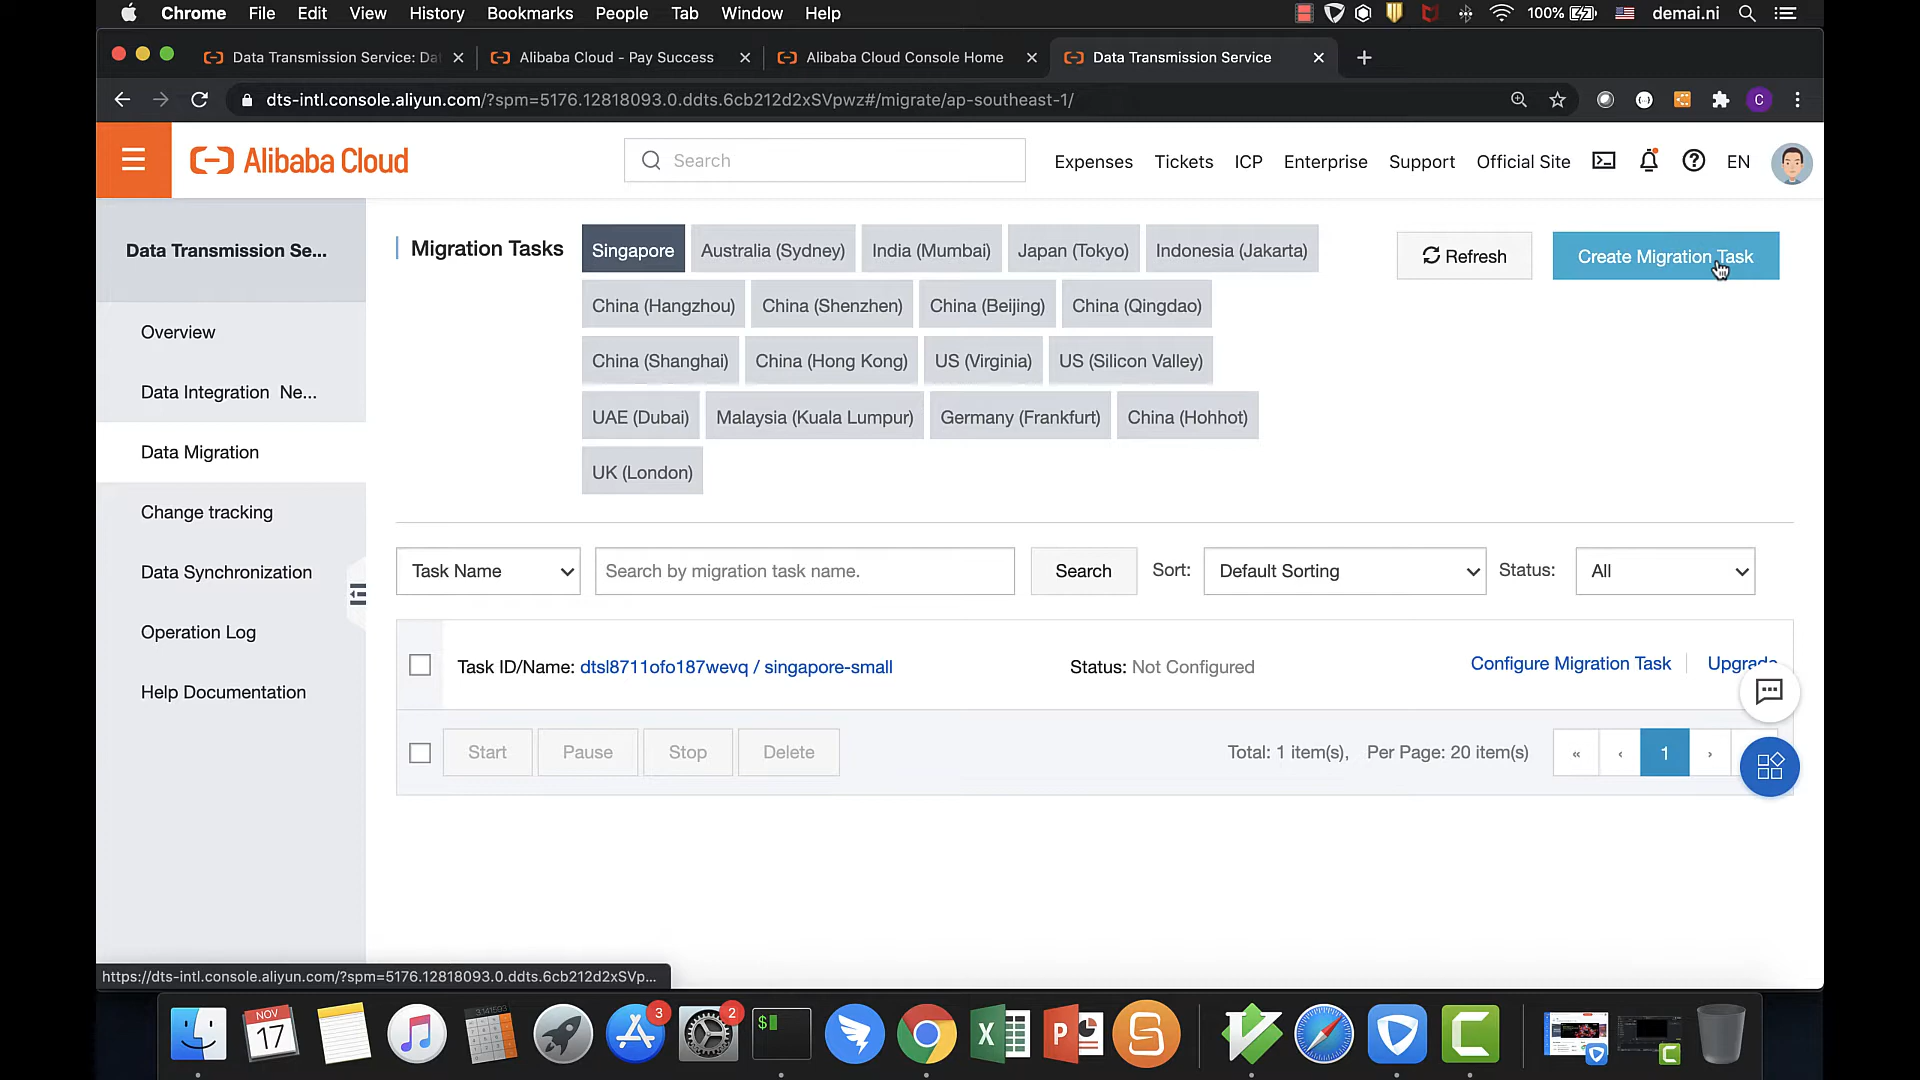 Chrome File Edit View History Bookmarks People Tab Window Help 100% demai.ni
Data Transmission Service: Dat Alibaba Cloud - Pay Success Alibaba Cloud Console Home Data Transmission Service
dts-intl.console.aliyun.com/?spm=5176.12818093.0.ddts.6cb212d2xSVpwz#/migrate/ap-southeast-1/ C
Alibaba Cloud Search Expenses Tickets ICP Enterprise Support Official Site EN
Data Transmission Se...
Overview
Data Integration Ne...
Data Migration
Change tracking
Data Synchronization
Operation Log
Help Documentation
Migration Tasks Singapore Australia (Sydney) India (Mumbai) Japan (Tokyo) Indonesia (Jakarta) Refresh Create Migration Task
China (Hangzhou) China (Shenzhen) China (Beijing) China (Qingdao)
China (Shanghai) China (Hong Kong) US (Virginia) US (Silicon Valley)
UAE (Dubai) Malaysia (Kuala Lumpur) Germany (Frankfurt) China (Hohhot)
UK (London)
Task Name Search by migration task name. Search Sort: Default Sorting Status: All
Task ID/Name: dtsl8711ofo187wevq / singapore-small Status: Not Configured Configure Migration Task Upgrade
Start Pause Stop Delete Total: 1 item(s), Per Page: 20 item(s) « ‹ 1 ›
https://dts-intl.console.aliyun.com/?spm=5176.12818093.0.ddts.6cb212d2xSVp...
NOV 3 2
17 $